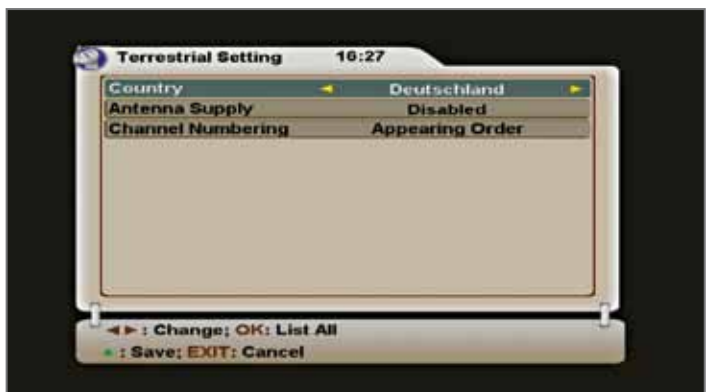 Terrestrial Setting 16:27
Country ◄ Deutschland ►
Antenna Supply Disabled
Channel Numbering Appearing Order
◄►: Change; OK: List All
● : Save; EXIT: Cancel